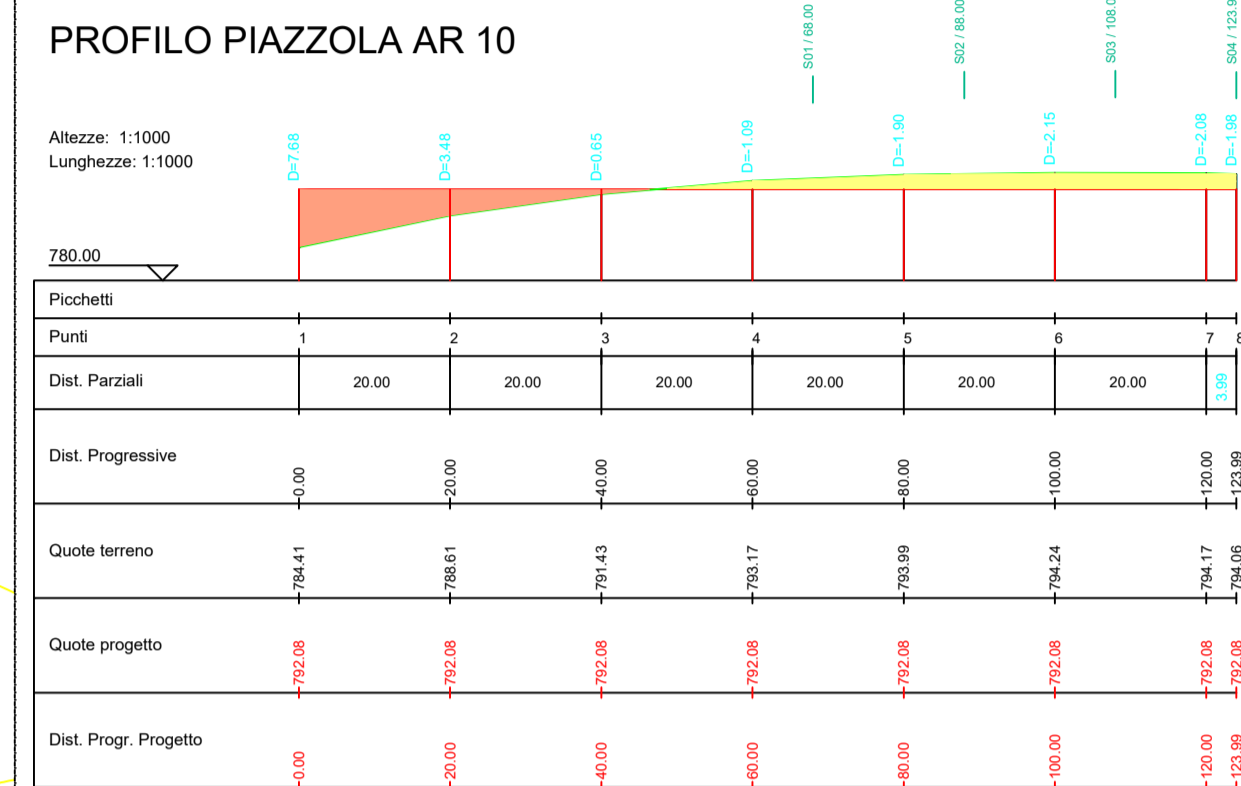 PROFILO PIAZZOLA AR 10
S01 / 68.00
S02 / 88.00
S03 / 108.0
S04 / 123.9
Altezze: 1:1000
Lunghezze: 1:1000
D=7.68
D=3.48
D=0.65
D=-1.09
D=-1.90
D=-2.15
D=-2.08
D=-1.98
780.00
Picchetti
Punti 1 2 3 4 5 6 7 8
Dist. Parziali 20.00 20.00 20.00 20.00 20.00 20.00 3.99
Dist. Progressive 0.00 20.00 40.00 60.00 80.00 100.00 120.00 123.99
Quote terreno 784.41 788.61 791.43 793.17 793.99 794.24 794.17 794.06
Quote progetto 792.08 792.08 792.08 792.08 792.08 792.08 792.08 792.08
Dist. Progr. Progetto 0.00 20.00 40.00 60.00 80.00 100.00 120.00 123.99